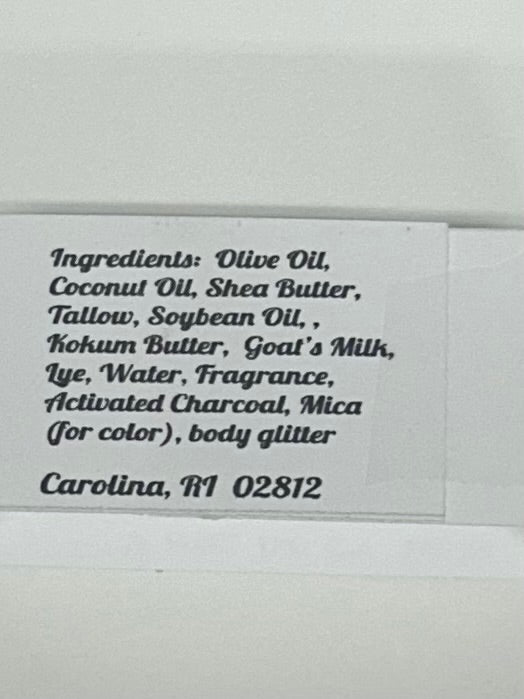 Ingredients: Olive Oil,
Coconut Oil, Shea Butter,
Tallow, Soybean Oil, ,
Kokum Butter, Goat's Milk,
Lye, Water, Fragrance,
Activated Charcoal, Mica
(for color), body glitter
Carolina, RI 02812